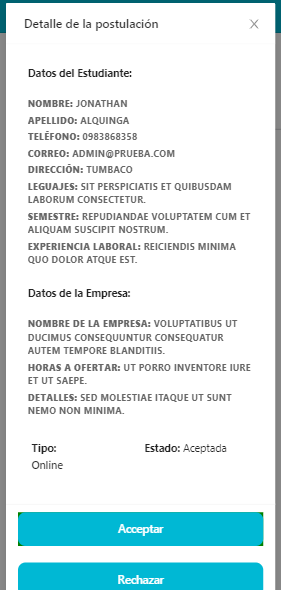 Detalle de la postulación
Datos del Estudiante:
NOMBRE: JONATHAN
APELLIDO: ALQUINGA
TELÉFONO: 0983868358
CORREO: ADMIN@PRUEBA.COM
DIRECCIÓN: TUMBACO
LEGUAJES: SIT PERSPICIATIS ET QUIBUSDAM
LABORUM CONSECTETUR.
SEMESTRE: REPUDIANDAE VOLUPTATEM CUM ET
ALIQUAM SUSCIPIT NOSTRUM.
EXPERIENCIA LABORAL: REICIENDIS MINIMA
QUO DOLOR ATQUE EST.
Datos de la Empresa:
NOMBRE DE LA EMPRESA: VOLUPTATIBUS UT
DUCIMUS CONSEQUUNTUR CONSEQUATUR
AUTEM TEMPORE BLANDITIIS.
HORAS A OFERTAR: UT PORRO INVENTORE IURE
ET UT SAEPE.
DETALLES: SED MOLESTIAE ITAQUE UT SUNT
NEMO NON MINIMA.
Tipo: Estado: Aceptada
Online
Aceptar
Rechazar